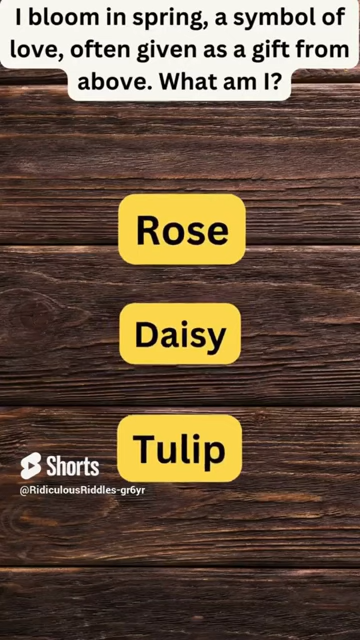 I bloom in spring, a symbol of
love, often given as a gift from
above. What am I?
Rose
Daisy
Tulip
Shorts
@RidiculousRiddles-gr6yr